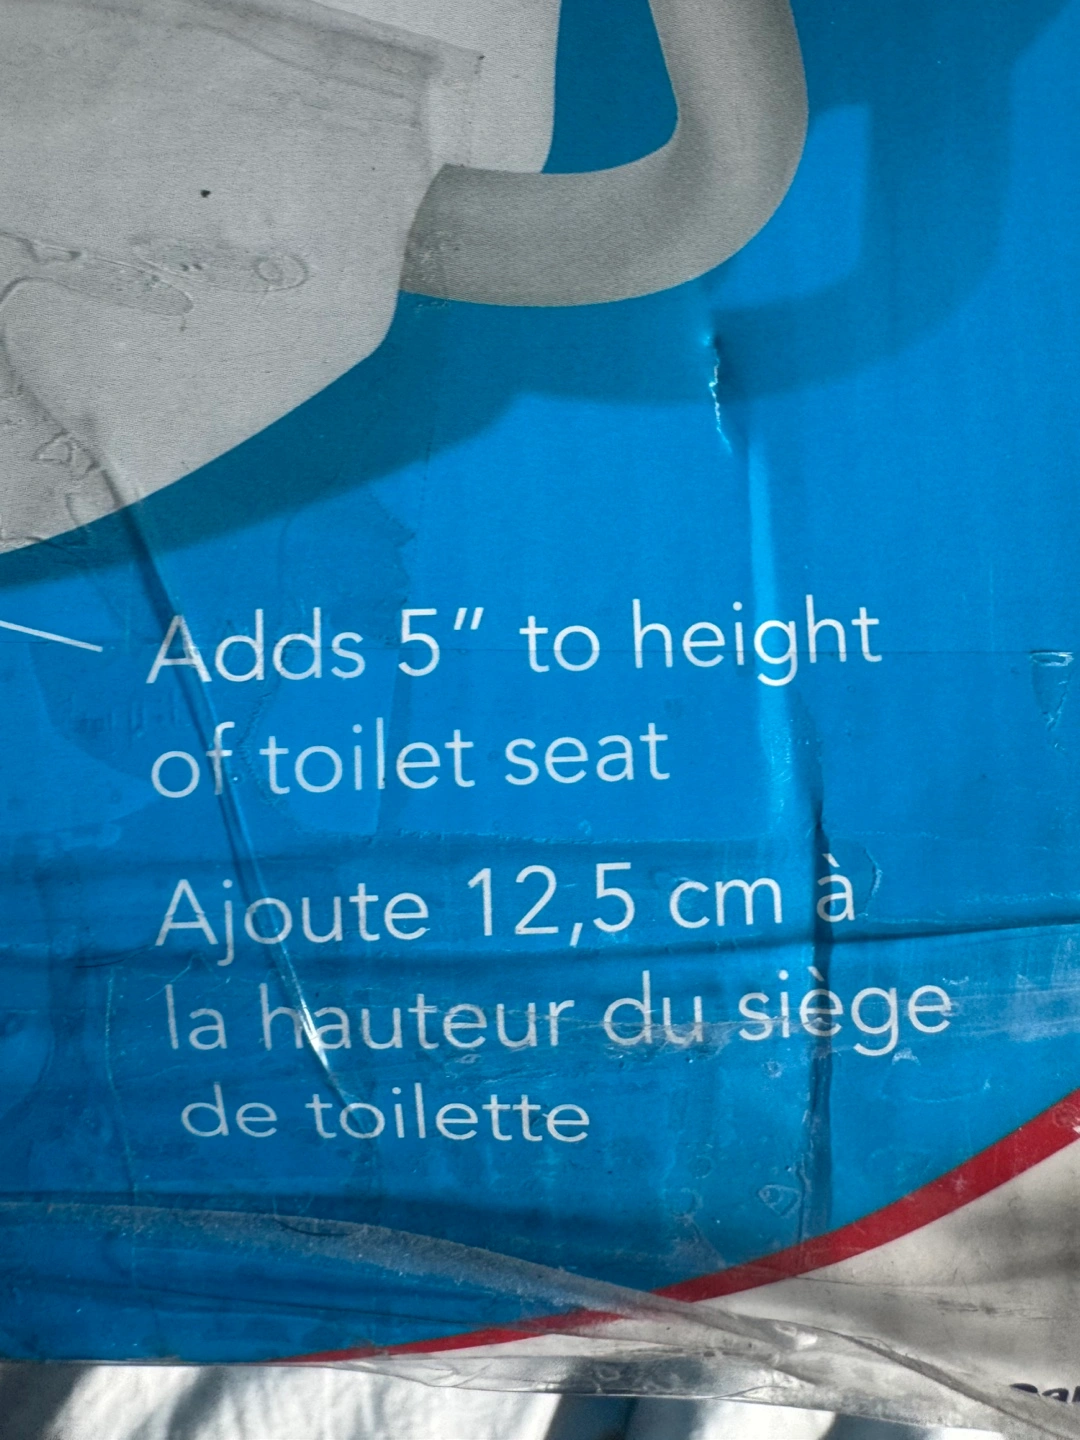 Adds 5" to height
of toilet seat
Ajoute 12,5 cm à
la hauteur du siège
de toilette